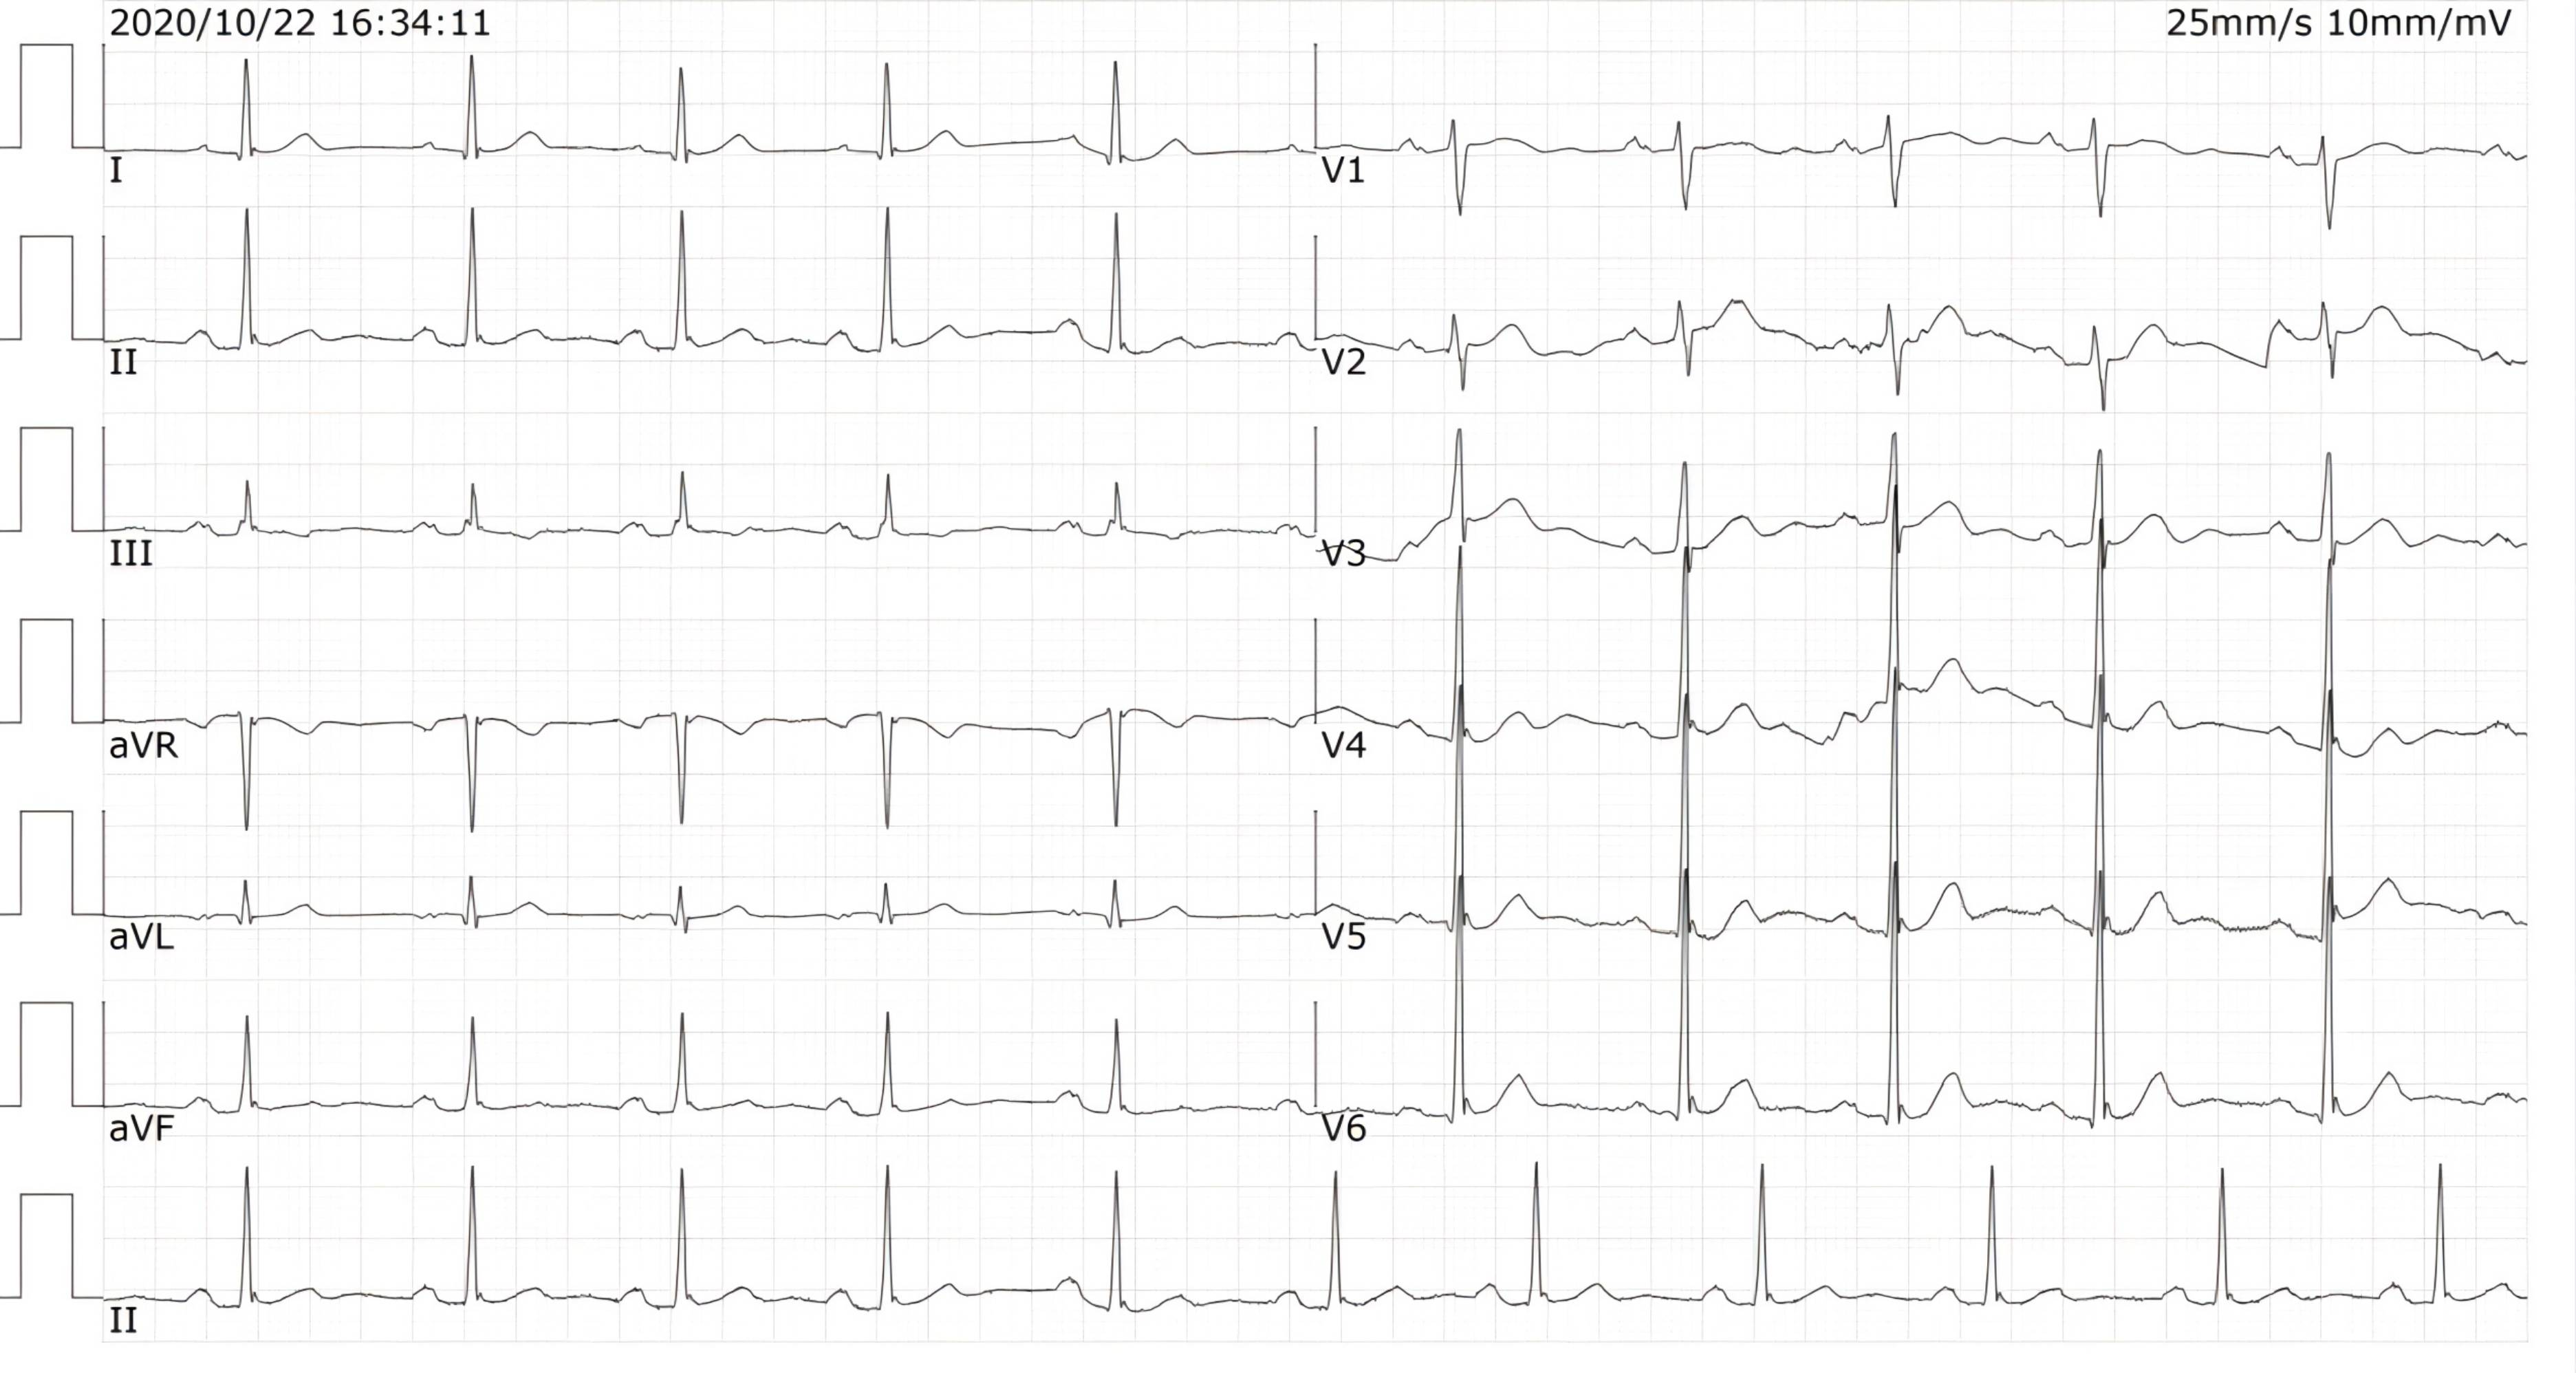 2020/10/22 16:34:11 25mm/s 10mm/mV
I V1
II V2
III V3
aVR V4
aVL V5
aVF V6
II